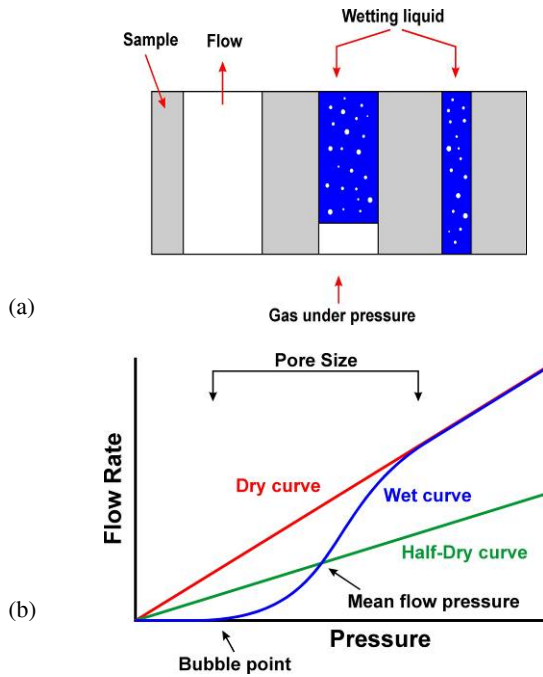 Wetting liquid
Sample
Flow
Gas under pressure
(a)
Pore Size
Flow Rate
Dry curve
Wet curve
Half-Dry curve
Mean flow pressure
(b)
Pressure
Bubble point